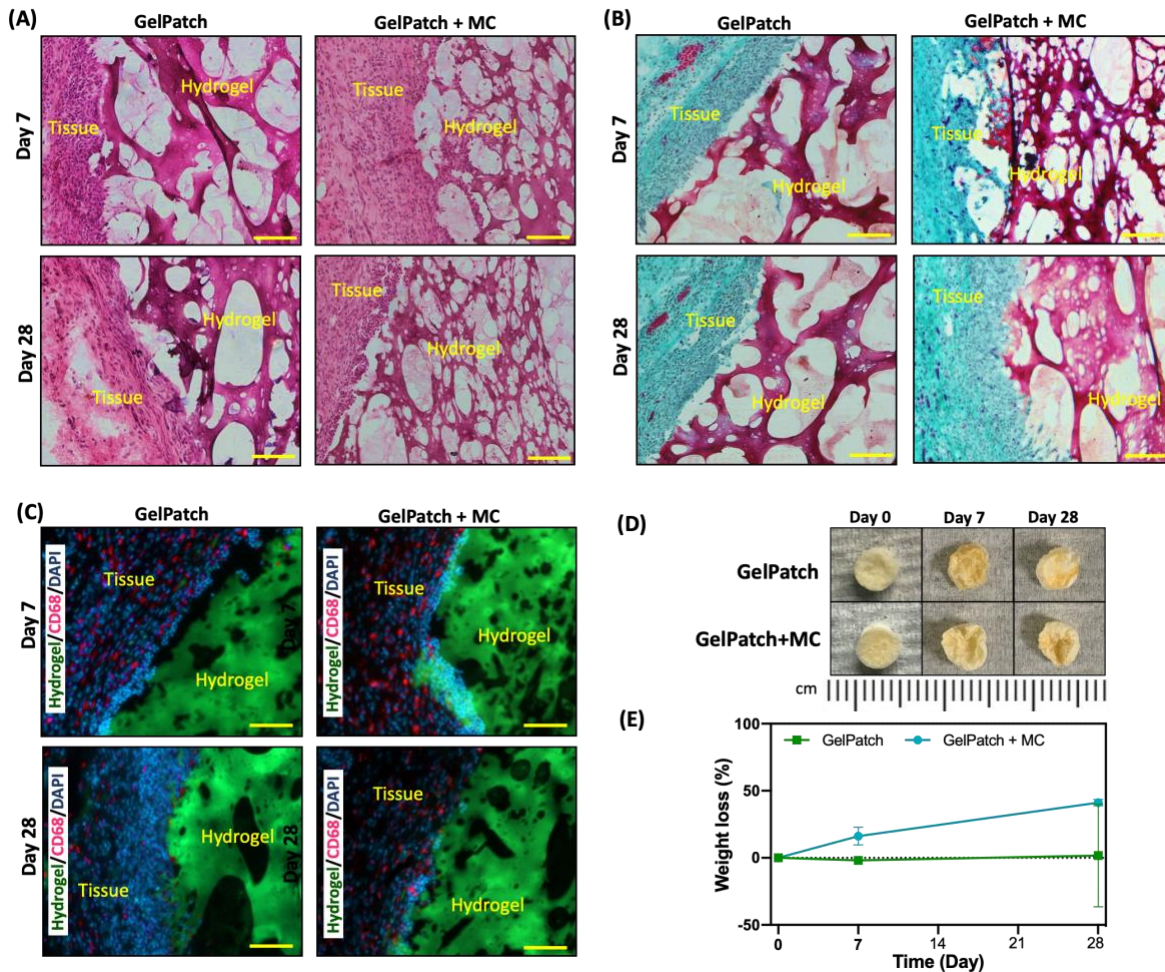 (A)
GelPatch
GelPatch + MC
Day 7
Tissue
Hydrogel
Tissue
Hydrogel
Day 28
Tissue
Hydrogel
Tissue
Hydrogel
(B)
GelPatch
GelPatch + MC
Day 7
Tissue
Hydrogel
Tissue
Hydrogel
Day 28
Tissue
Hydrogel
Tissue
Hydrogel
(C)
GelPatch
GelPatch + MC
Day 7
Hydrogel/CD68/DAPI
Tissue
Hydrogel
Day 7
Hydrogel/CD68/DAPI
Tissue
Hydrogel
Day 28
Hydrogel/CD68/DAPI
Tissue
Hydrogel
Day 28
Hydrogel/CD68/DAPI
Tissue
Hydrogel
(D)
Day 0
Day 7
Day 28
GelPatch
GelPatch+MC
cm
(E)
GelPatch
GelPatch + MC
Weight loss (%)
100
50
0
-50
0
7
14
21
28
Time (Day)